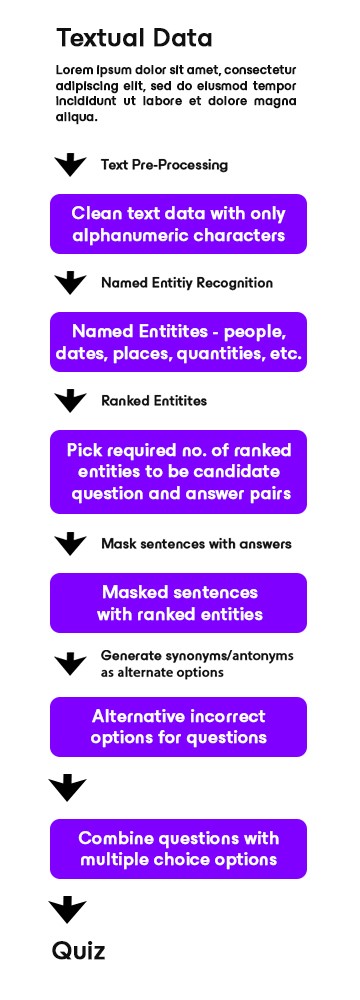 Textual Data
Lorem ipsum dolor sit amet, consectetur
adipiscing elit, sed do eiusmod tempor
incididunt ut labore et dolore magna
aliqua.
Text Pre-Processing
Clean text data with only
alphanumeric characters
Named Entitiy Recognition
Named Entitites - people,
dates, places, quantities, etc.
Ranked Entitites
Pick required no. of ranked
entities to be candidate
question and answer pairs
Mask sentences with answers
Masked sentences
with ranked entities
Generate synonyms/antonyms
as alternate options
Alternative incorrect
options for questions
Combine questions with
multiple choice options
Quiz